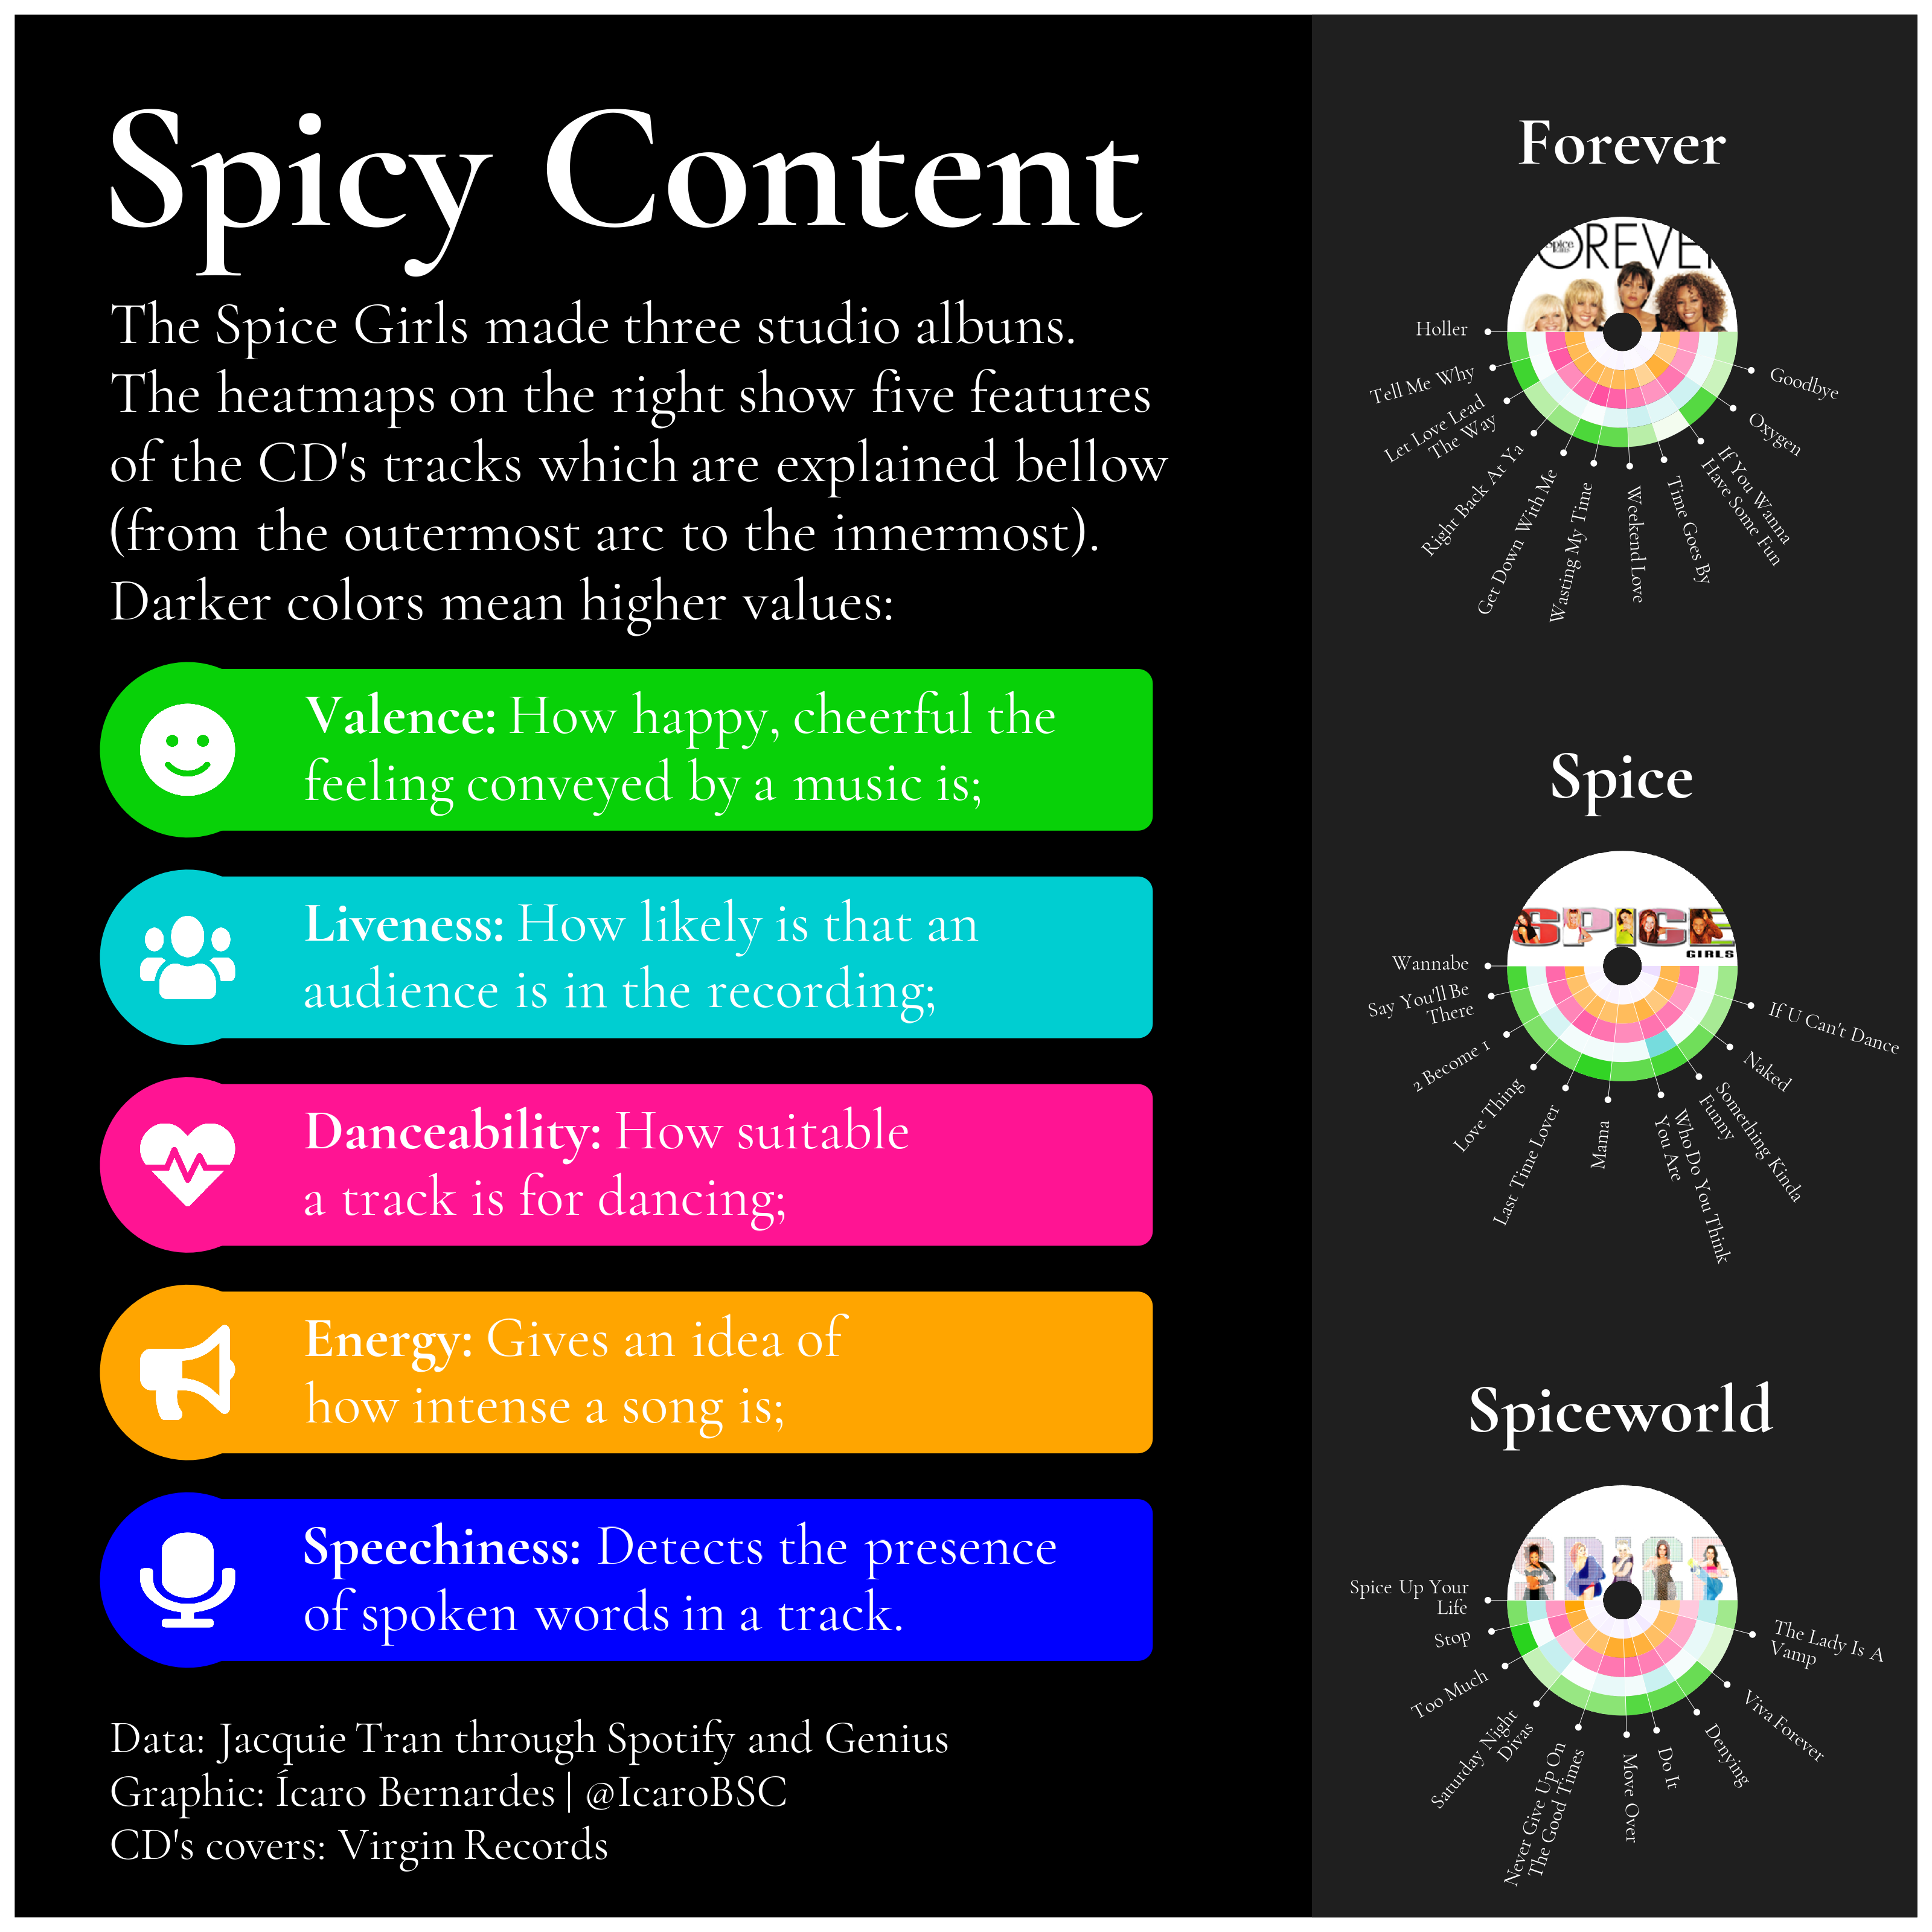 Spicy Content
The Spice Girls made three studio albuns.
The heatmaps on the right show five features
of the CD's tracks which are explained bellow
(from the outermost arc to the innermost).
Darker colors mean higher values:
Valence: How happy, cheerful the
feeling conveyed by a music is;
Liveness: How likely is that an
audience is in the recording;
Danceability: How suitable
a track is for dancing;
Energy: Gives an idea of
how intense a song is;
Speechiness: Detects the presence
of spoken words in a track.
Data: Jacquie Tran through Spotify and Genius
Graphic: Ícaro Bernardes | @IcaroBSC
CD's covers: Virgin Records
Forever
Spice
GIRLS
OREVE
Holler
Tell Me Why
Let Love Lead
The Way
Right Back At Ya
Get Down With Me
Wasting My Time
Weekend Love
Time Goes By
If You Wanna
Have Some Fun
Oxygen
Goodbye
Spice
SPICE
GIRLS
Wannabe
Say You'll Be
There
2 Become 1
Love Thing
Last Time Lover
Mama
Who Do You Think
You Are
Something Kinda
Funny
Naked
If U Can't Dance
Spiceworld
SPICE
Spice Up Your
Life
Stop
Too Much
Saturday Night
Divas
Never Give Up On
The Good Times
Move Over
Do It
Denying
Viva Forever
The Lady Is A
Vamp